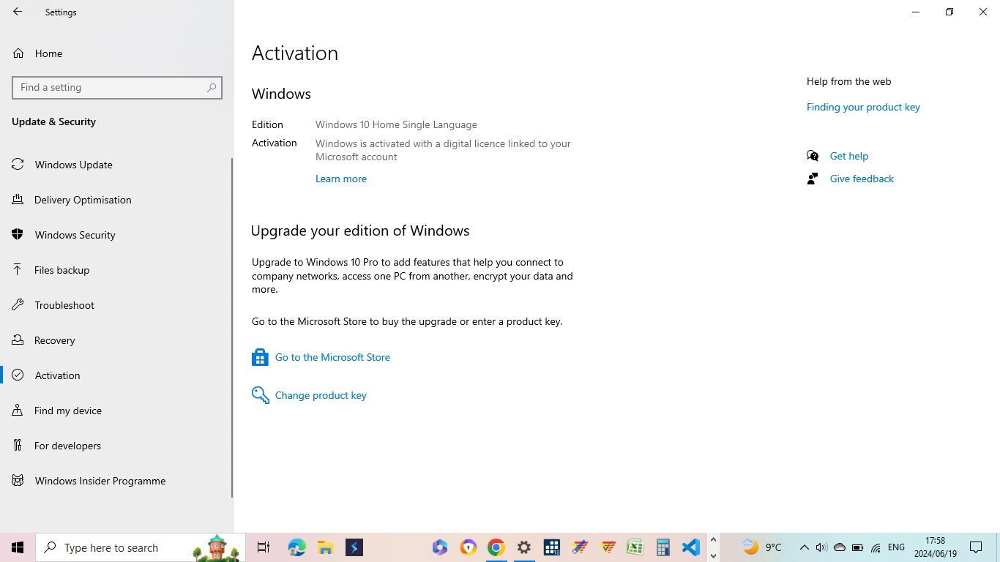 Settings
Home
Find a setting
Update & Security
Windows Update
Delivery Optimisation
Windows Security
Files backup
Troubleshoot
Recovery
Activation
Find my device
For developers
Windows Insider Programme
Activation
Windows
Edition Windows 10 Home Single Language
Activation Windows is activated with a digital licence linked to your
Microsoft account
Learn more
Upgrade your edition of Windows
Upgrade to Windows 10 Pro to add features that help you connect to
company networks, access one PC from another, encrypt your data and
more.
Go to the Microsoft Store to buy the upgrade or enter a product key.
Go to the Microsoft Store
Change product key
Help from the web
Finding your product key
Get help
Give feedback
Type here to search
9°C
ENG
17:58
2024/06/19